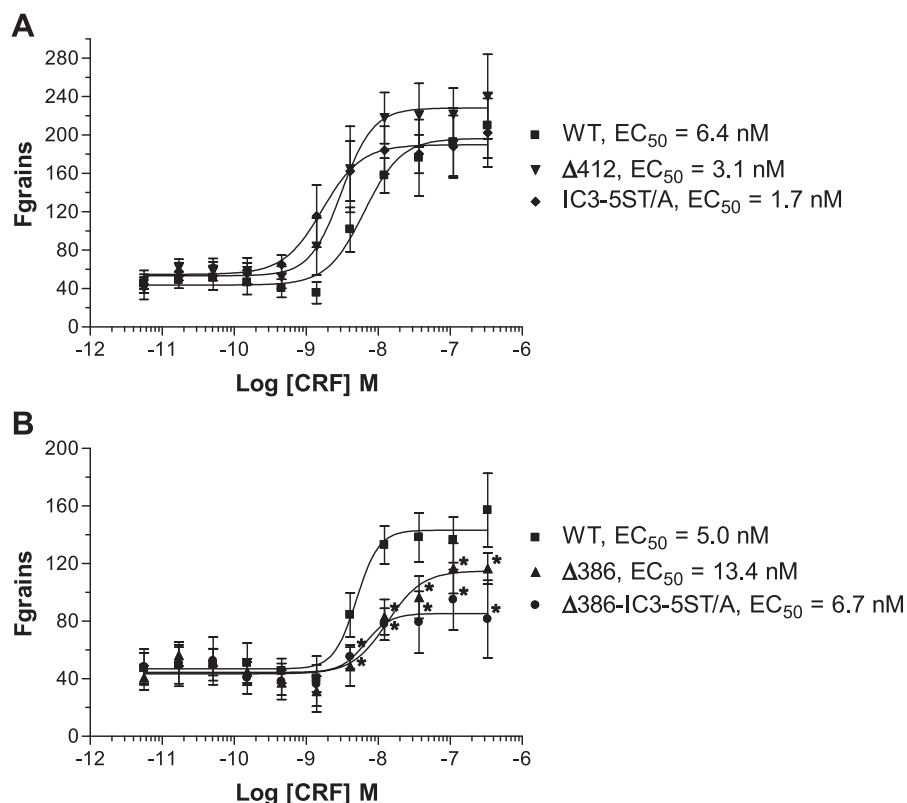 A
280
240
200
160
120
80
40
0
Fgrains
-12 -11 -10 -9 -8 -7 -6
Log [CRF] M
WT, EC50 = 6.4 nM
Δ412, EC50 = 3.1 nM
IC3-5ST/A, EC50 = 1.7 nM
B
200
160
120
80
40
0
Fgrains
* * * * * * * * *
-12 -11 -10 -9 -8 -7 -6
Log [CRF] M
WT, EC50 = 5.0 nM
Δ386, EC50 = 13.4 nM
Δ386-IC3-5ST/A, EC50 = 6.7 nM